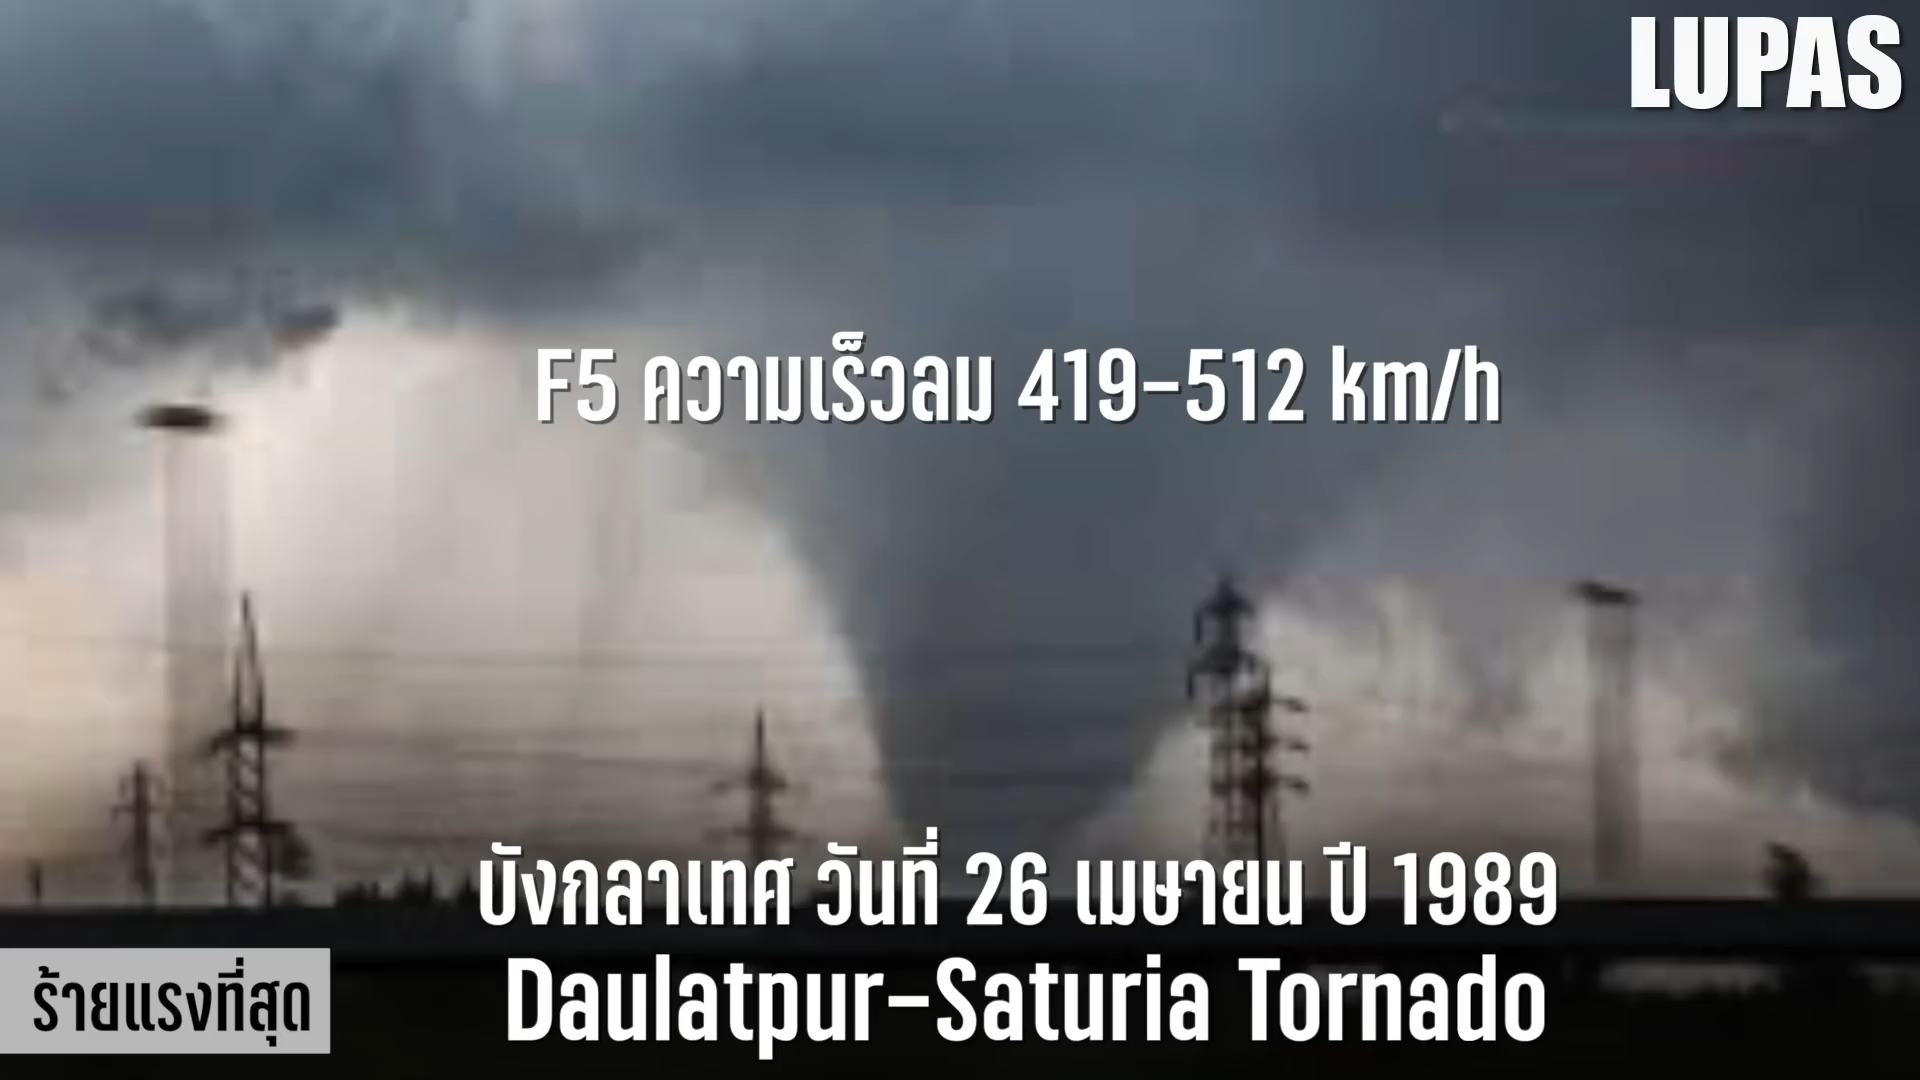 LUPAS
F5 ความเร็วลม 419-512 km/h
บังกลาเทศ วันที่ 26 เมษายน ปี 1989
Daulatpur-Saturia Tornado
ร้ายแรงที่สุด